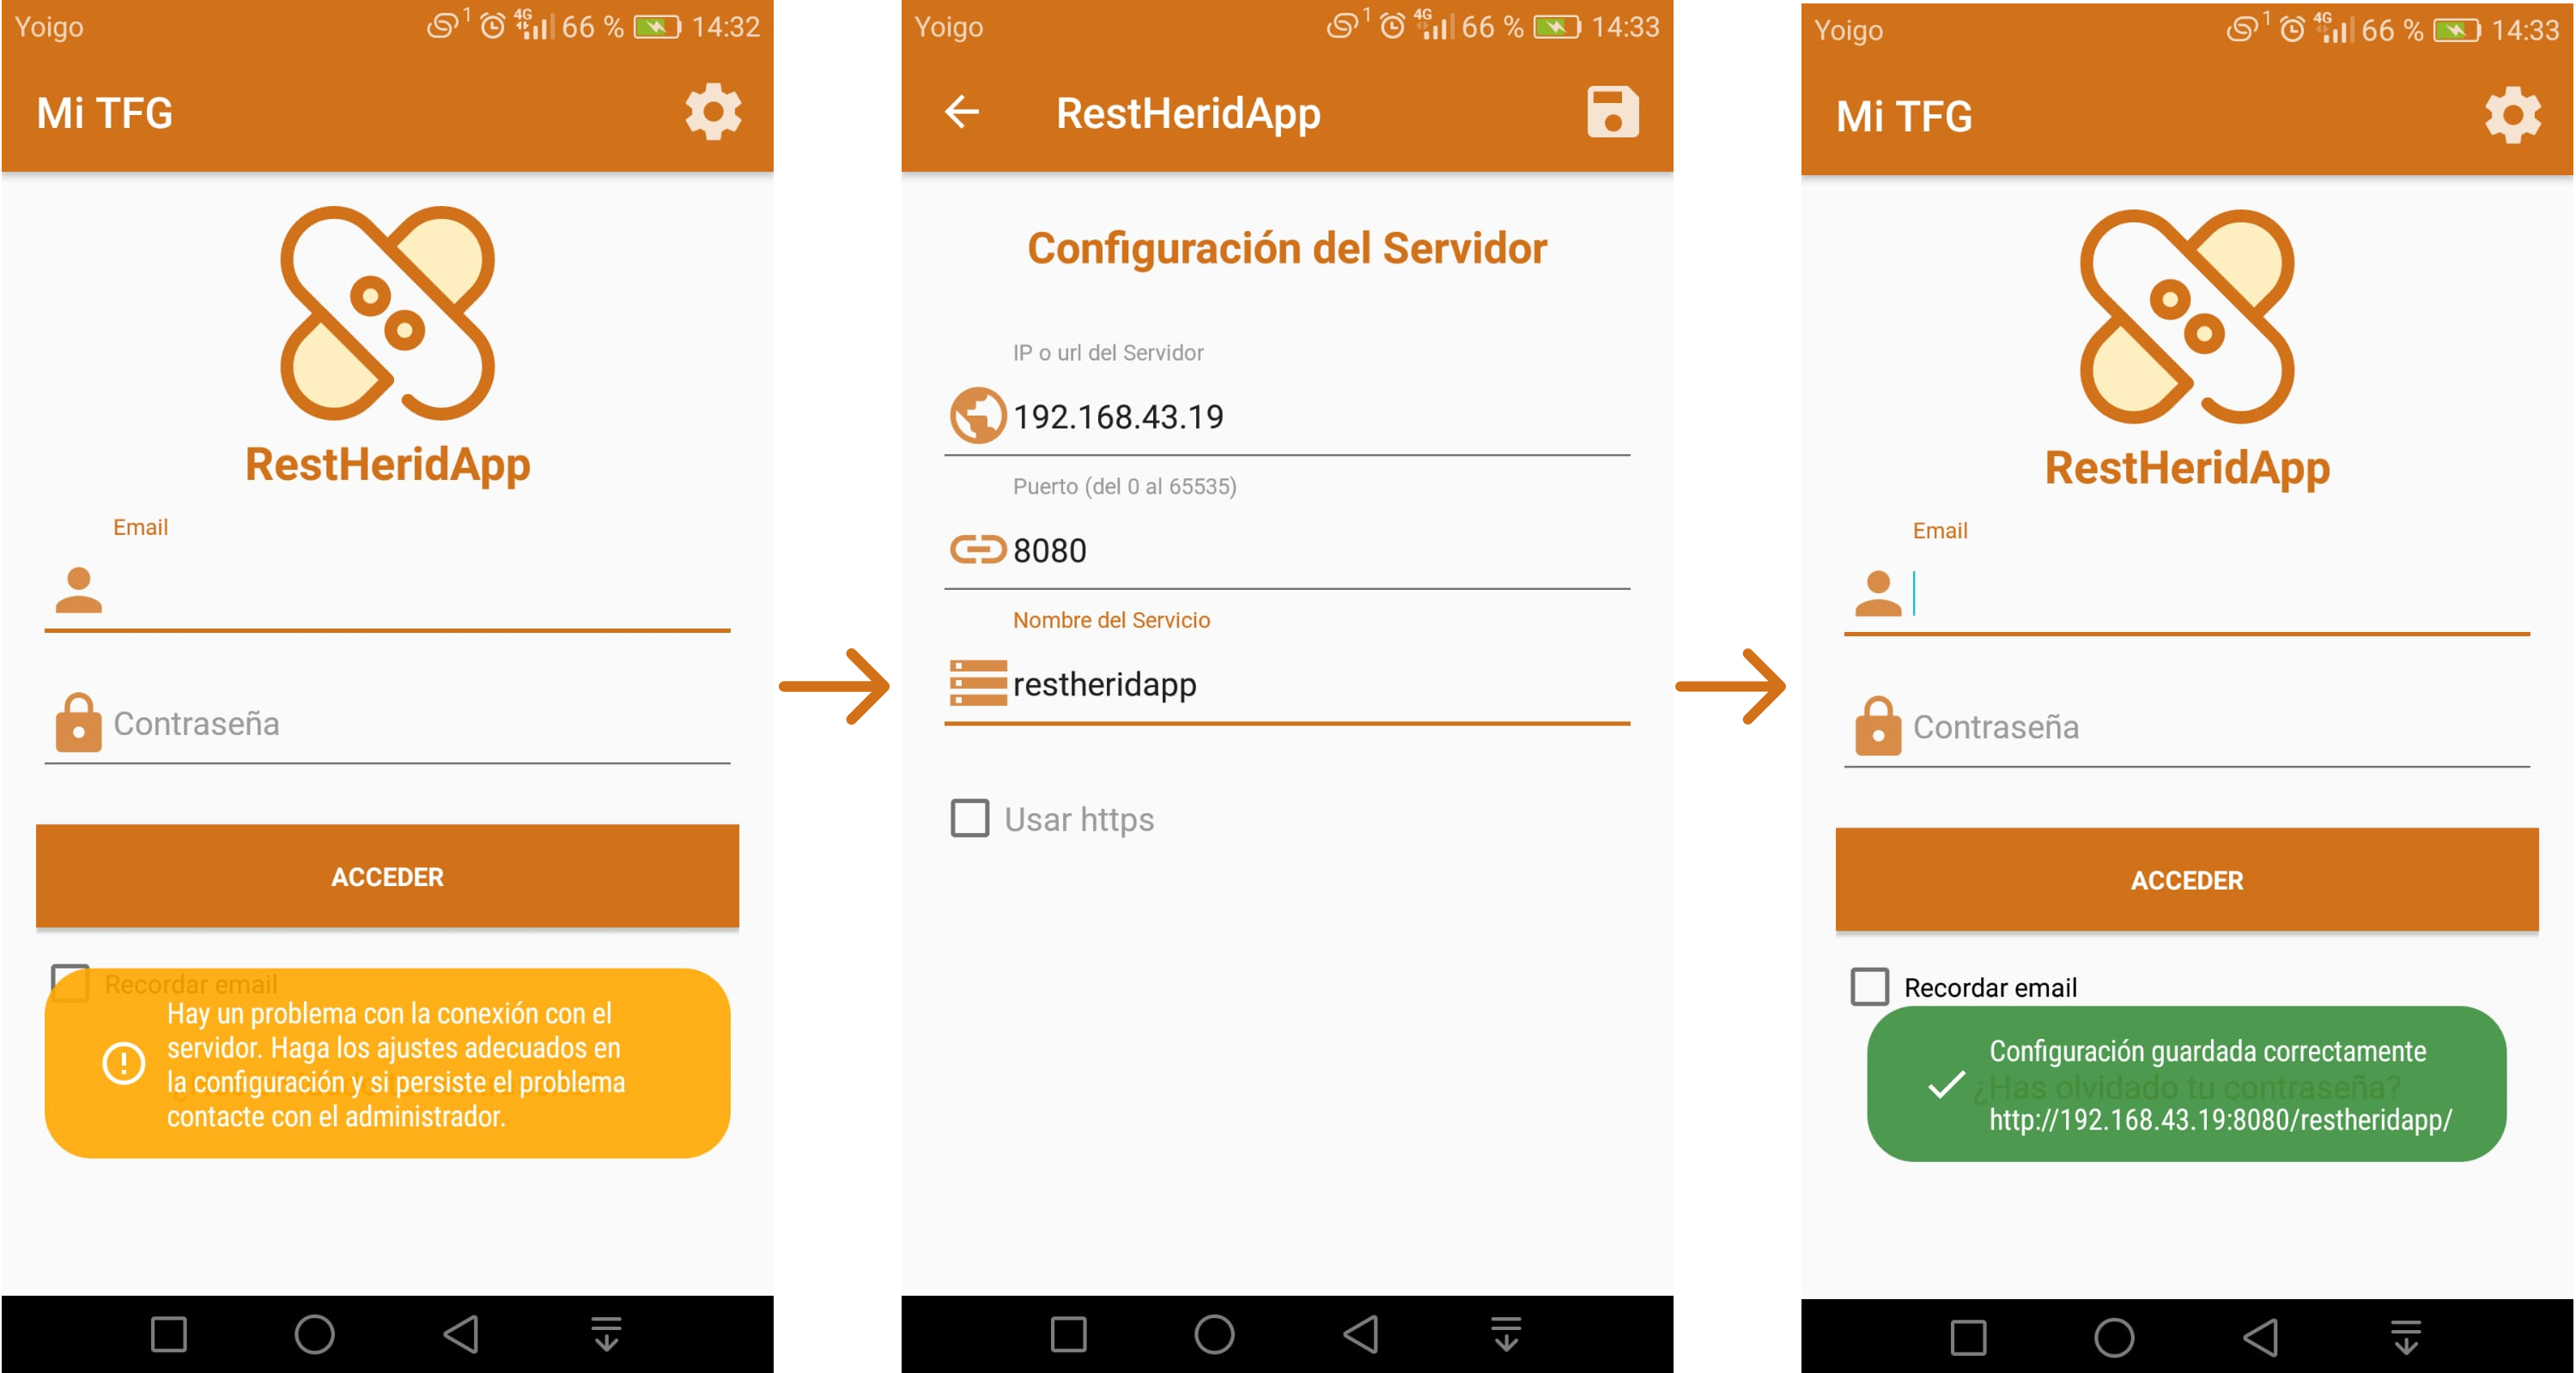 Yoigo 1 4G 66 % 14:32
Mi TFG
RestHeridApp
Email
Contraseña
ACCEDER
Recordar email
Hay un problema con la conexión con el
servidor. Haga los ajustes adecuados en
la configuración y si persiste el problema
contacte con el administrador.
Yoigo 1 4G 66 % 14:33
RestHeridApp
Configuración del Servidor
IP o url del Servidor
192.168.43.19
Puerto (del 0 al 65535)
8080
Nombre del Servicio
restheridapp
Usar https
Yoigo 1 4G 66 % 14:33
Mi TFG
RestHeridApp
Email
Contraseña
ACCEDER
Recordar email
Configuración guardada correctamente
¿Has olvidado tu contraseña?
http://192.168.43.19:8080/restheridapp/